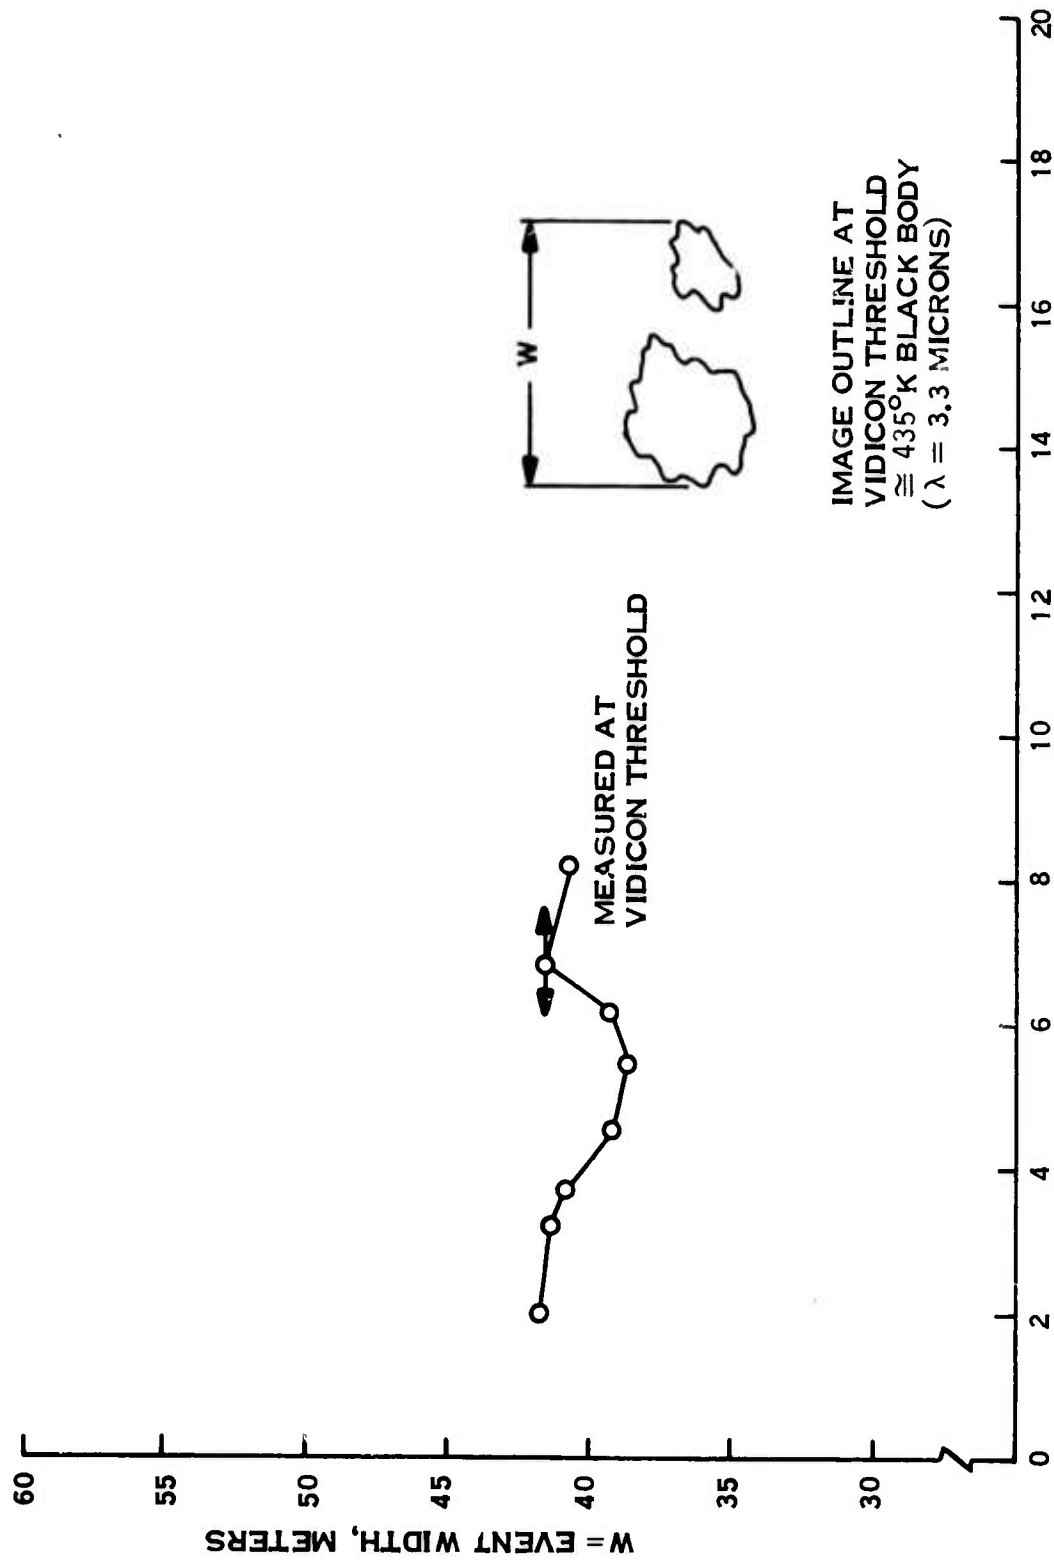 60
55
50
45
40
35
30
W = EVENT WIDTH, METERS
0
2
4
6
8
10
12
14
16
18
20
MEASURED AT
VIDICON THRESHOLD
W
IMAGE OUTLINE AT
VIDICON THRESHOLD
≅ 435°K BLACK BODY
(λ = 3.3 MICRONS)